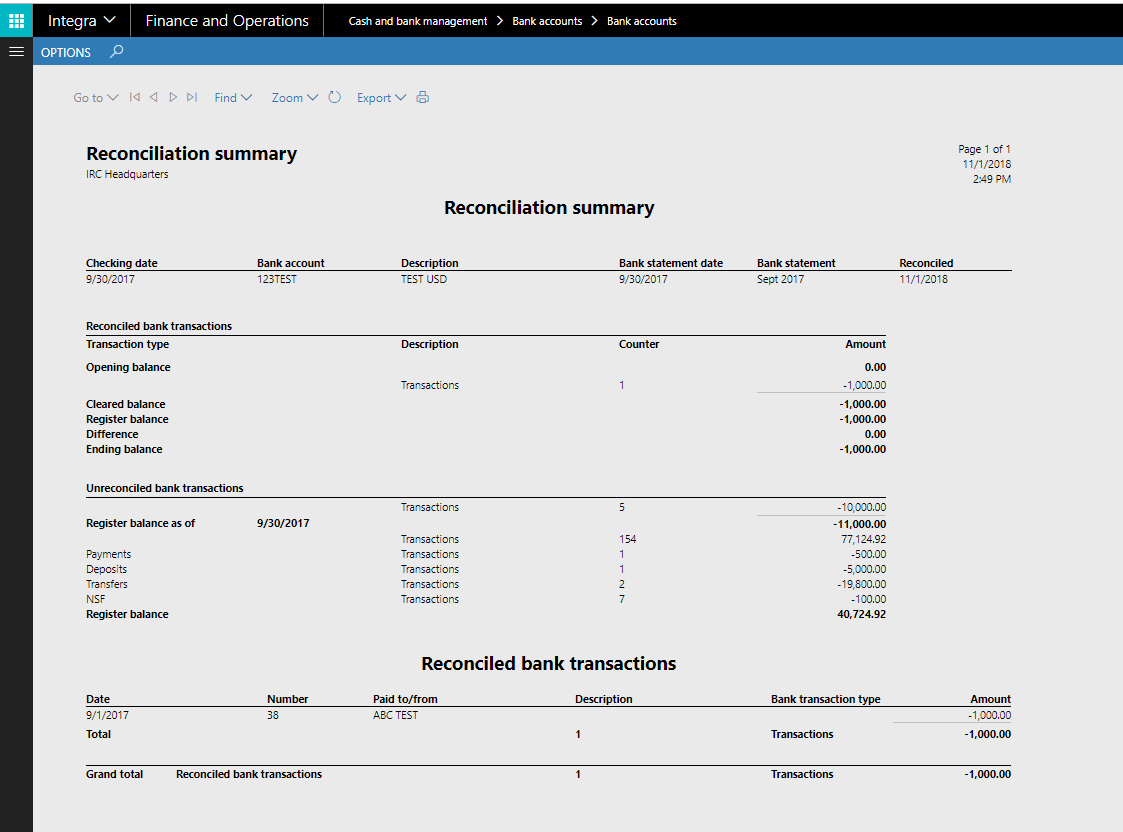 Integra Finance and Operations Cash and bank management > Bank accounts > Bank accounts
OPTIONS
Go to Find Zoom Export
Reconciliation summary
IRC Headquarters
Page 1 of 1
11/1/2018
2:49 PM
Reconciliation summary
Checking date Bank account Description Bank statement date Bank statement Reconciled
9/30/2017 123TEST TEST USD 9/30/2017 Sept 2017 11/1/2018
Reconciled bank transactions
Transaction type Description Counter Amount
Opening balance 0.00
Transactions 1 -1,000.00
Cleared balance -1,000.00
Register balance -1,000.00
Difference 0.00
Ending balance -1,000.00
Unreconciled bank transactions
Transactions 5 -10,000.00
Register balance as of 9/30/2017 -11,000.00
Transactions 154 77,124.92
Payments Transactions 1 -500.00
Deposits Transactions 1 -5,000.00
Transfers Transactions 2 -19,800.00
NSF Transactions 7 -100.00
Register balance 40,724.92
Reconciled bank transactions
Date Number Paid to/from Description Bank transaction type Amount
9/1/2017 38 ABC TEST -1,000.00
Total 1 Transactions -1,000.00
Grand total Reconciled bank transactions 1 Transactions -1,000.00